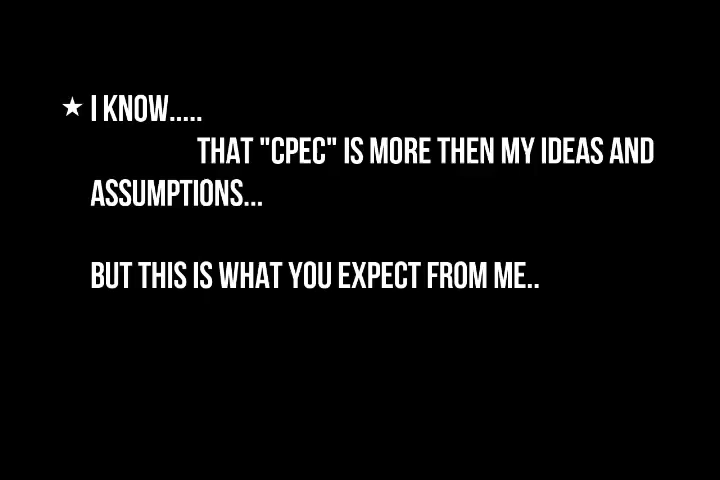 ★ I KNOW.....
THAT "CPEC" IS MORE THEN MY IDEAS AND
ASSUMPTIONS...
BUT THIS IS WHAT YOU EXPECT FROM ME..